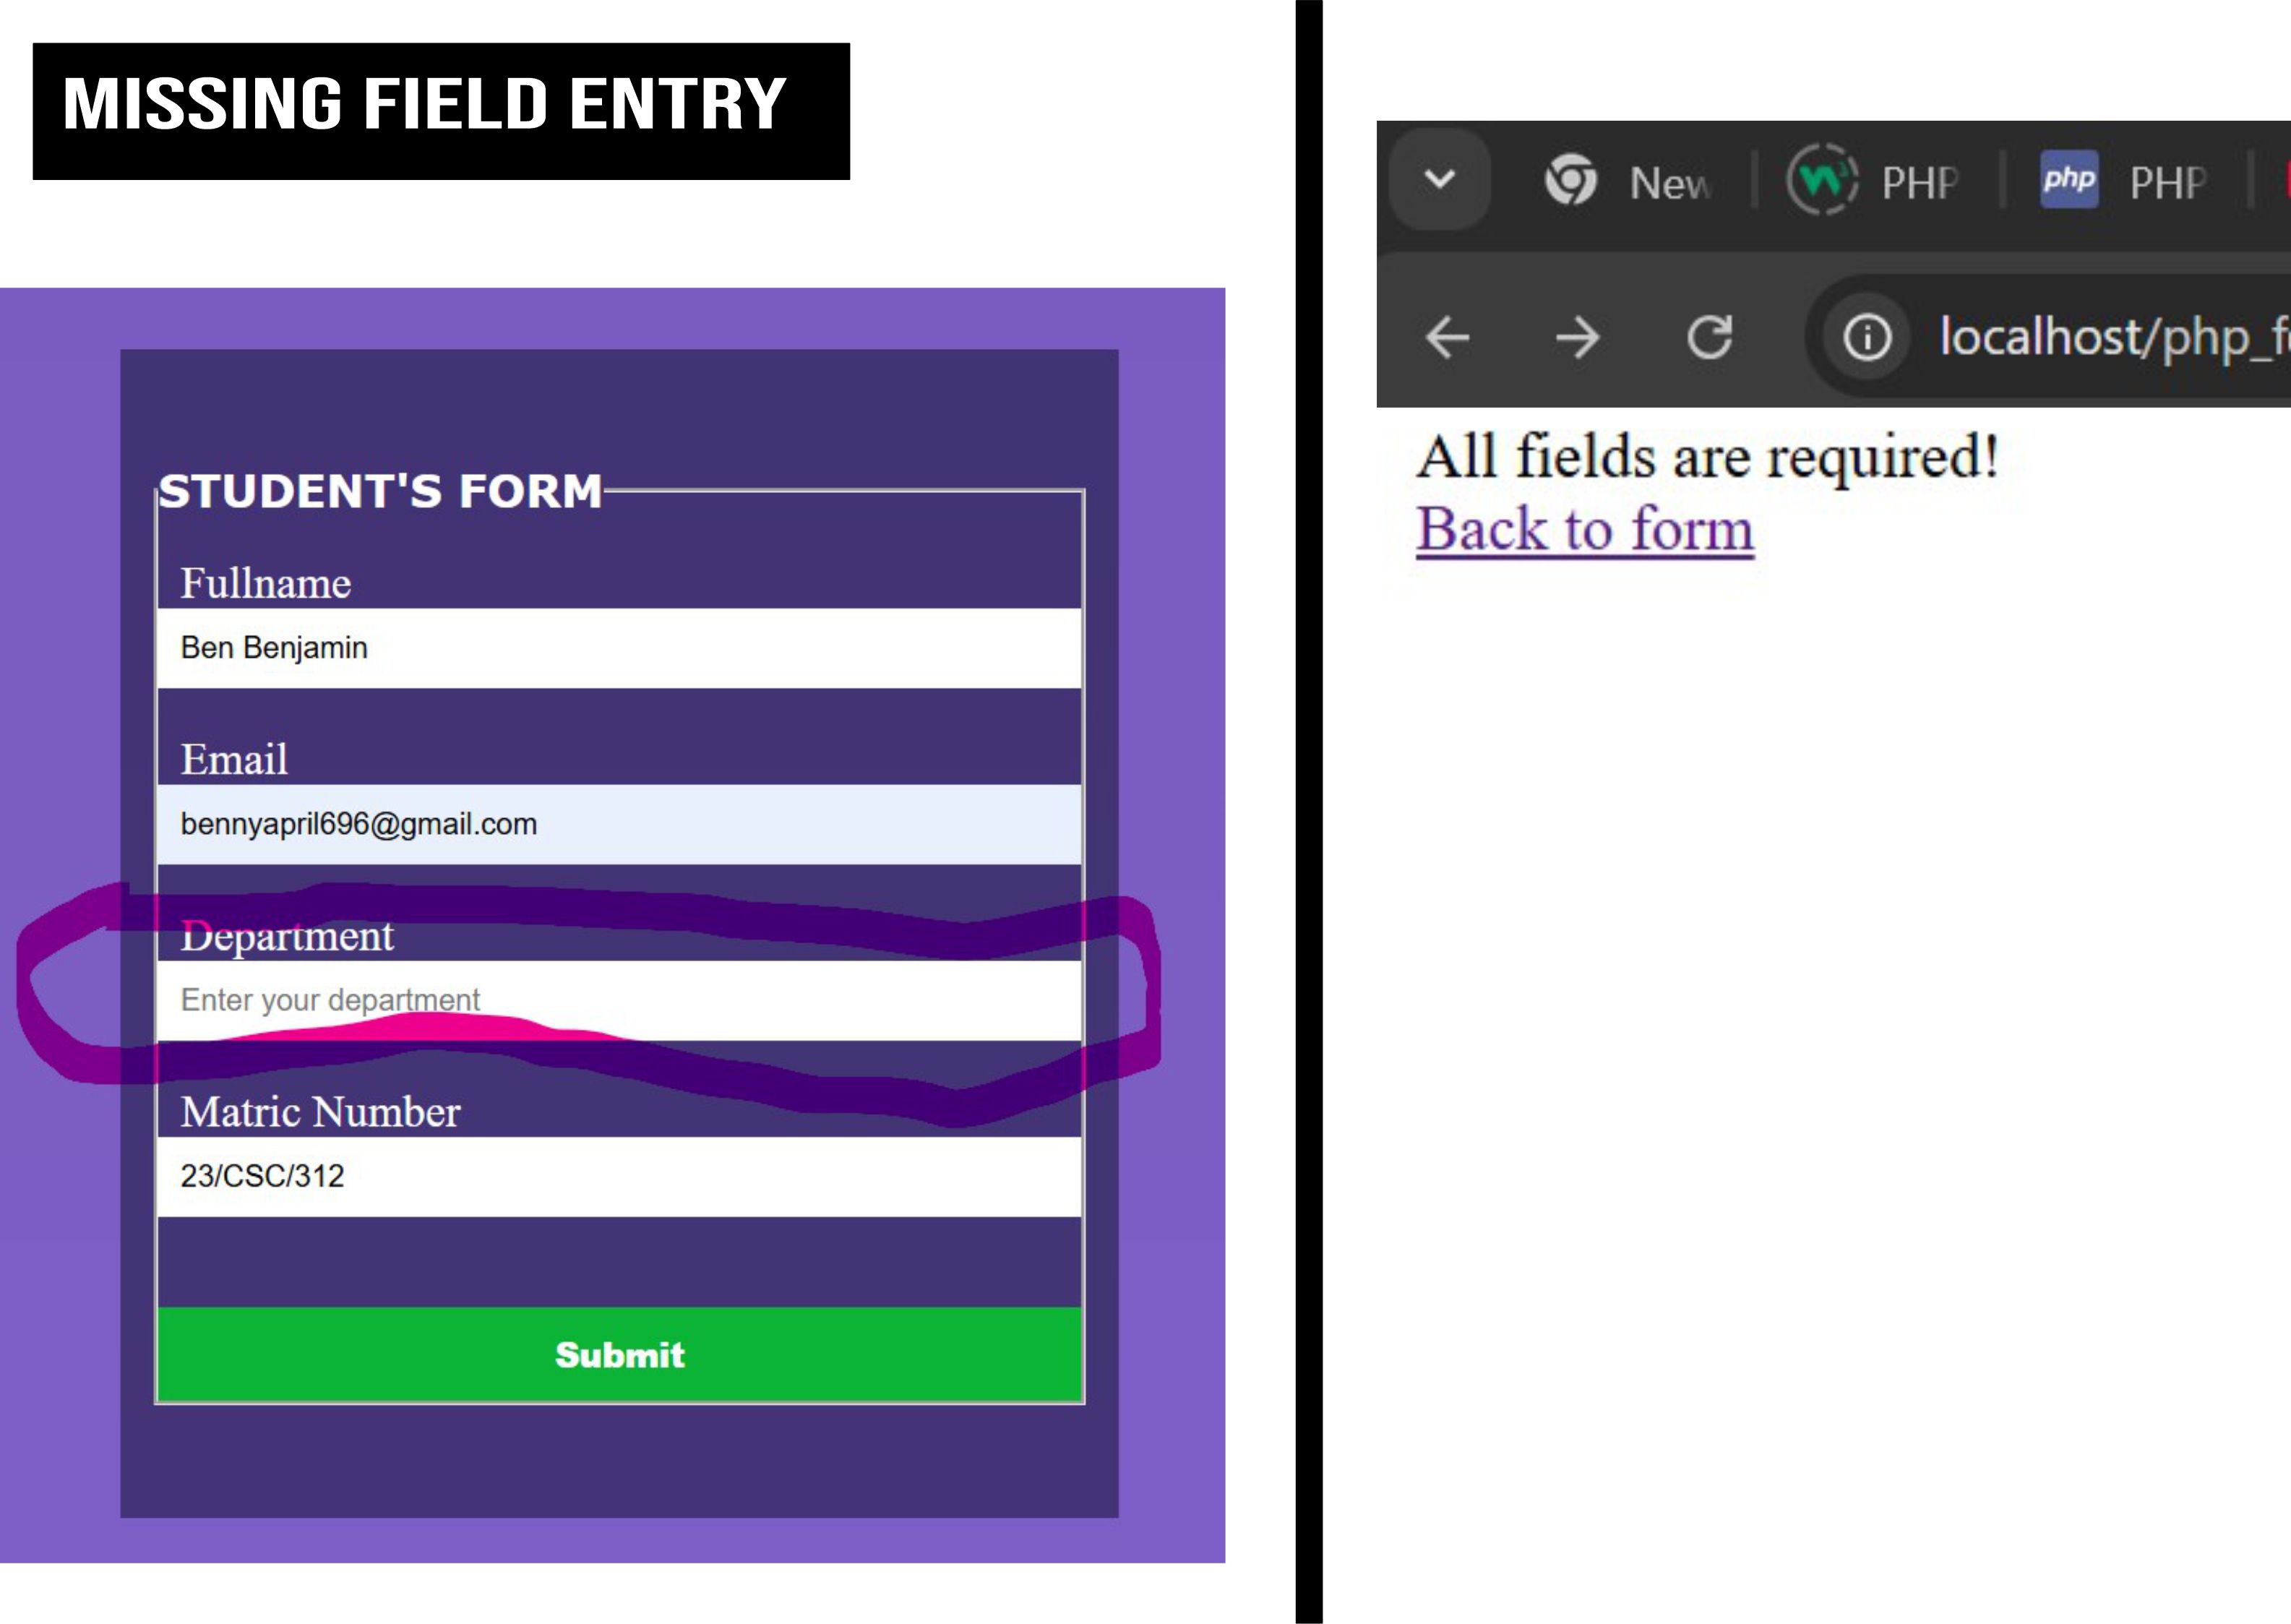 MISSING FIELD ENTRY
STUDENT'S FORM
Fullname
Ben Benjamin
Email
bennyapril696@gmail.com
Department
Enter your department
Matric Number
23/CSC/312
Submit
New PHP php PHP
localhost/php_f
All fields are required!
Back to form